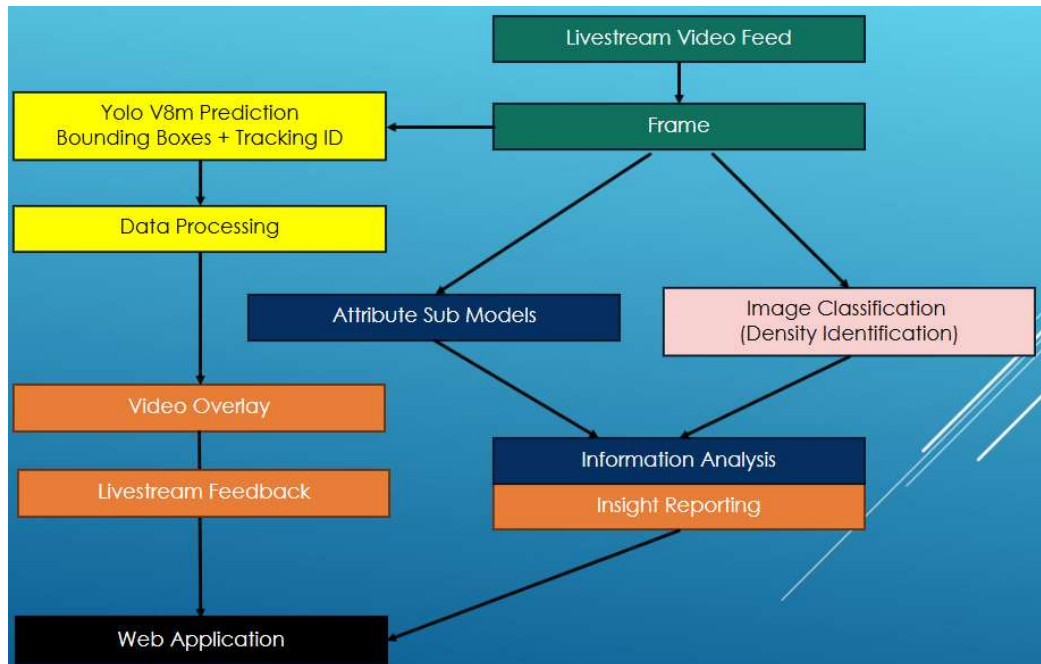 Livestream Video Feed
Yolo V8m Prediction
Bounding Boxes + Tracking ID
Frame
Data Processing
Attribute Sub Models
Image Classification
(Density Identification)
Video Overlay
Information Analysis
Livestream Feedback
Insight Reporting
Web Application